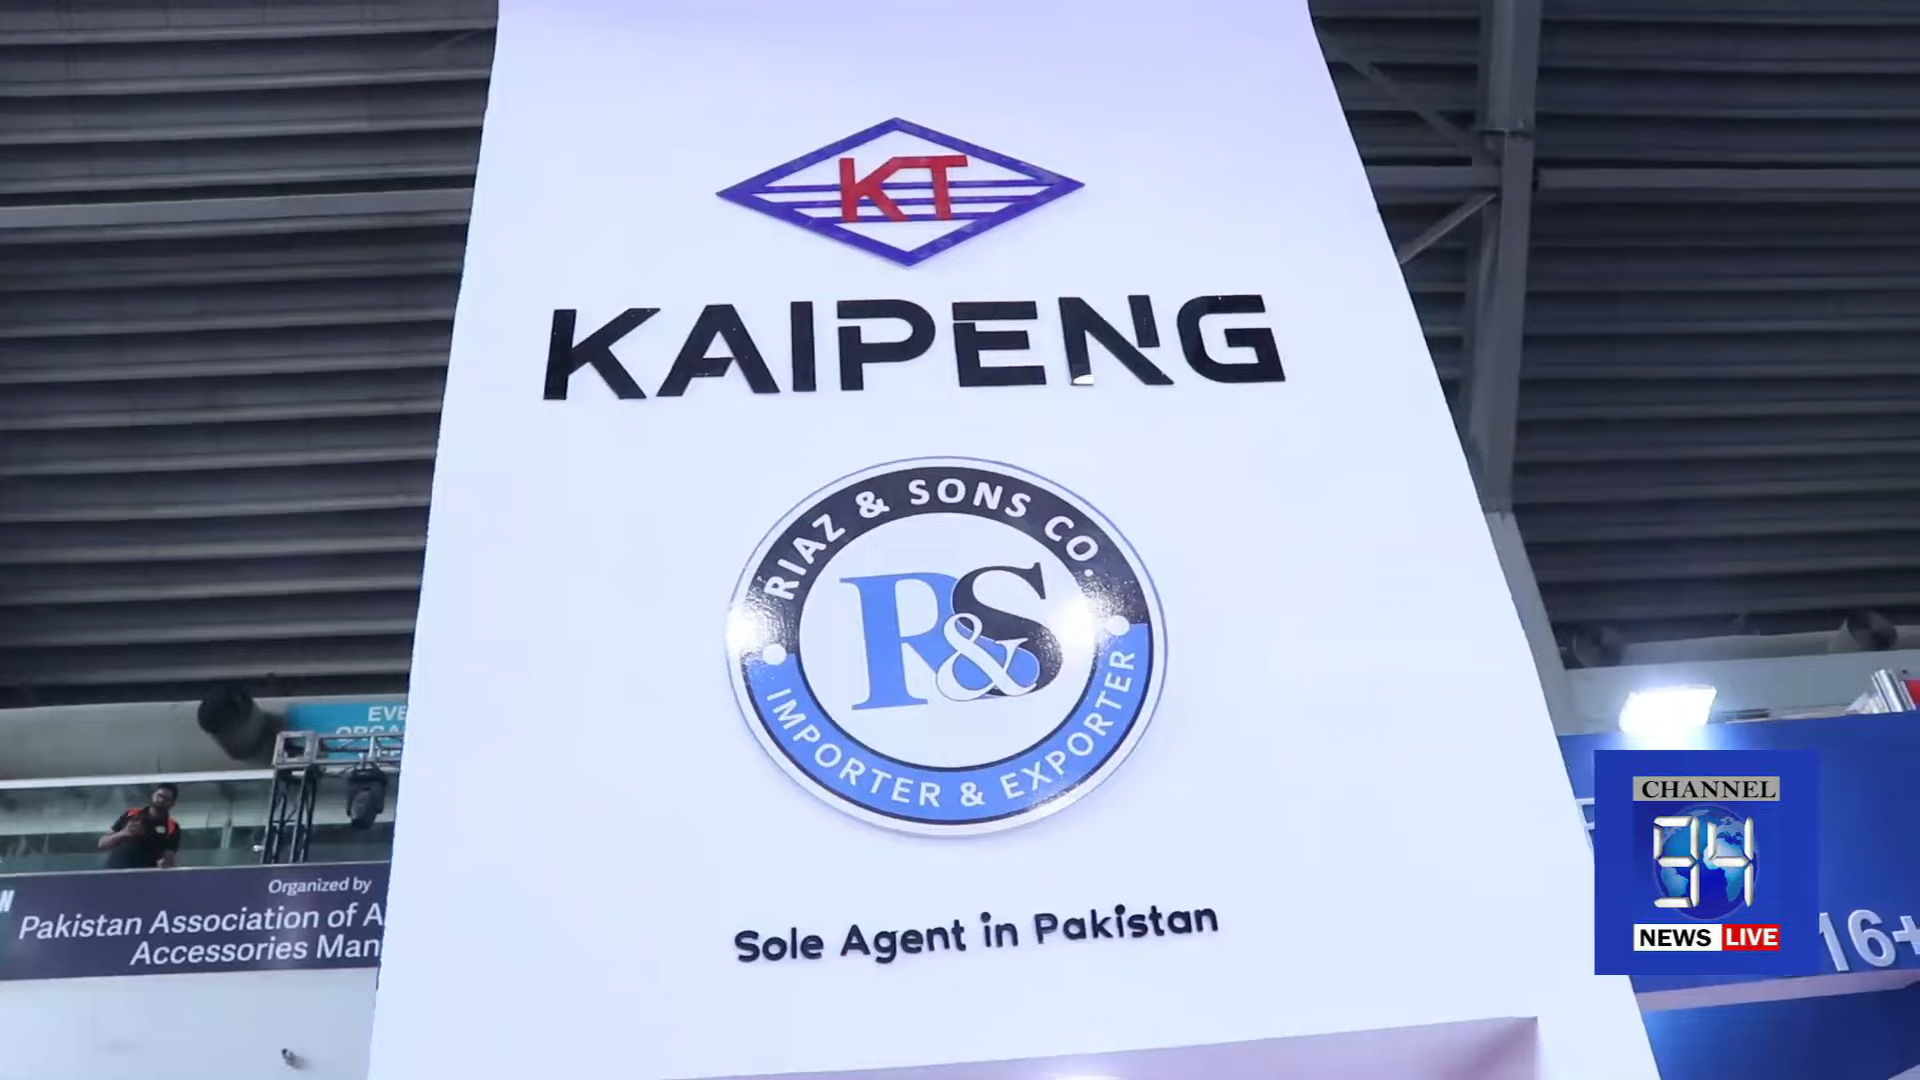 KT
KAIPENG
RIAZ & SONS CO.
R&S
IMPORTER & EXPORTER
Sole Agent in Pakistan
Organized by
Pakistan Association of
Accessories
CHANNEL
94
NEWS LIVE
16+